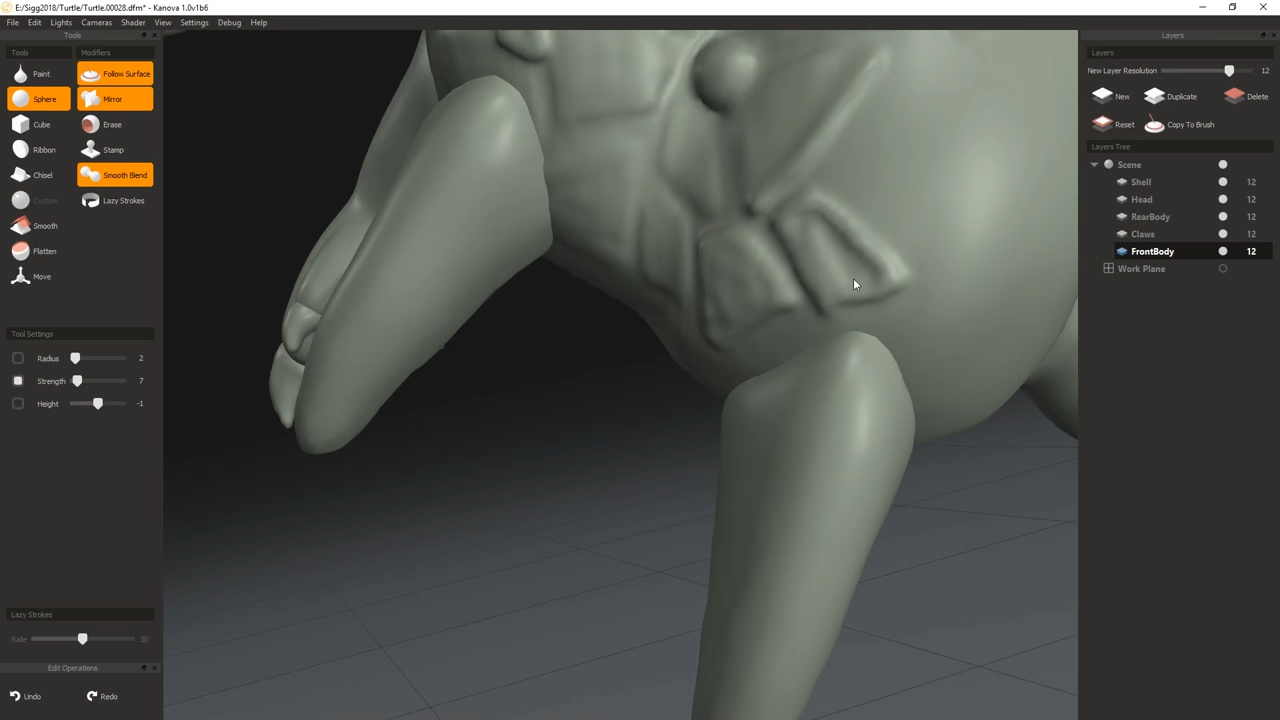 E:/Sigg2018/Turtle/Turtle.00028.dfm* - Kanova 1.0v1b6
File Edit Lights Cameras Shader View Settings Debug Help
Tools
Tools Modifiers
Paint Follow Surface
Sphere Mirror
Cube Erase
Ribbon Stamp
Chisel Smooth Blend
Custom Lazy Strokes
Smooth
Flatten
Move
Tool Settings
Radius 2
Strength 7
Height -1
Lazy Strokes
Rate 50
Edit Operations
Undo Redo
Layers
Layers
New Layer Resolution 12
New Duplicate Delete
Reset Copy To Brush
Layers Tree
Scene
Shell 12
Head 12
RearBody 12
Claws 12
FrontBody 12
Work Plane